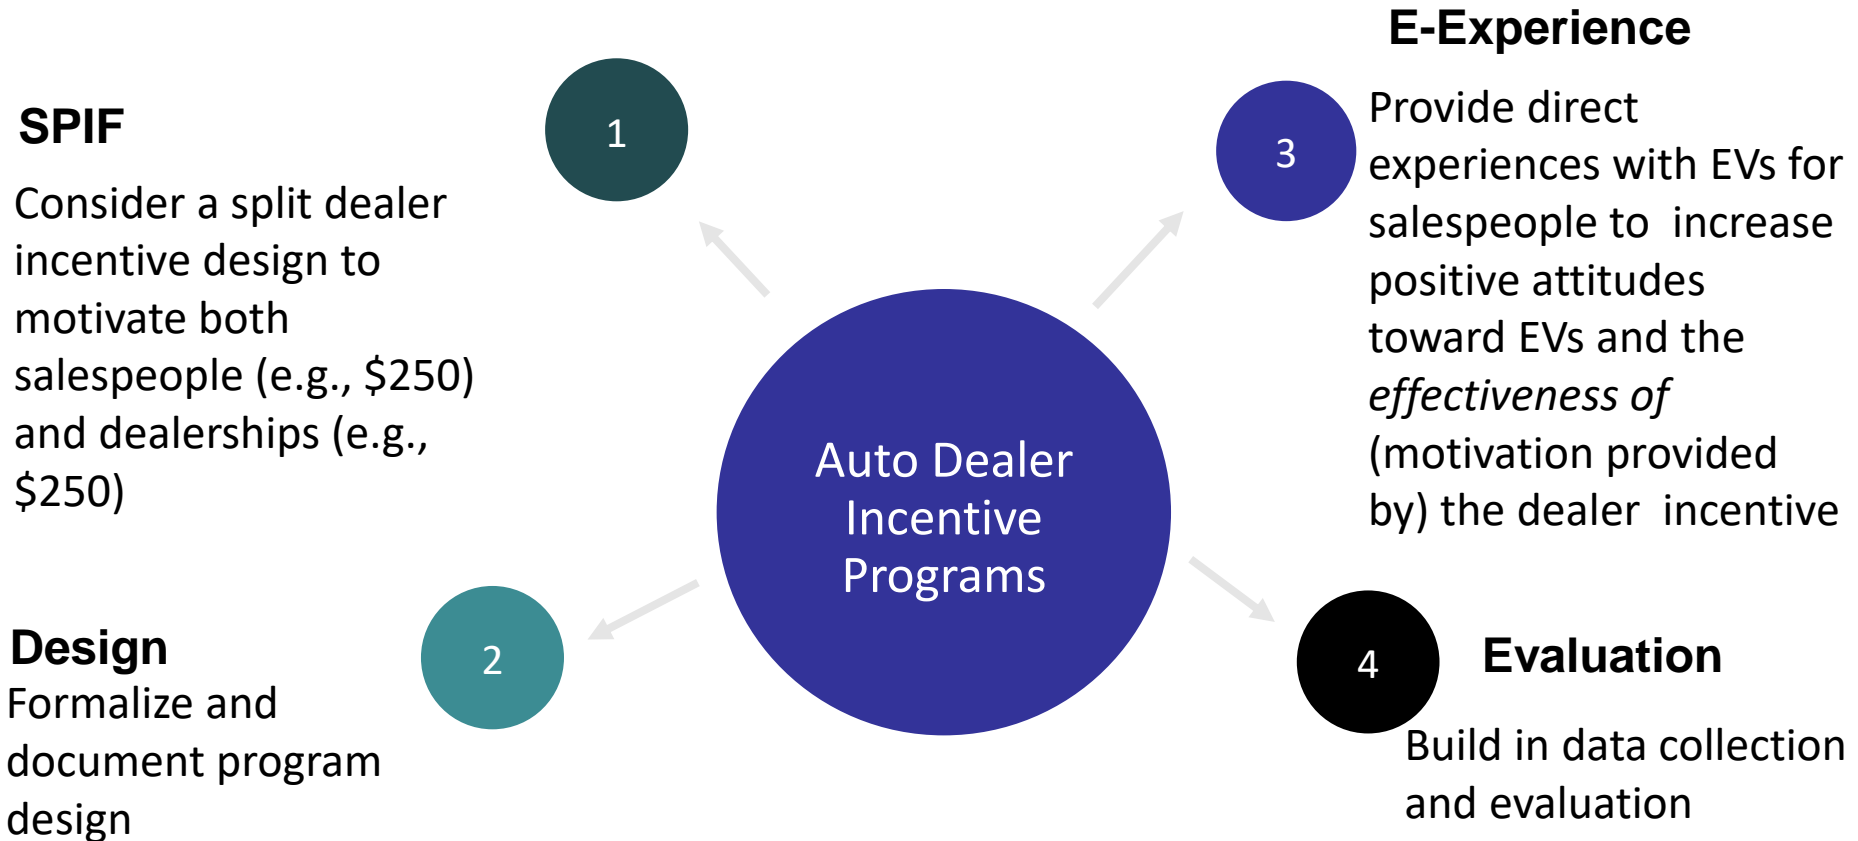 SPIF
Consider a split dealer
incentive design to
motivate both
salespeople (e.g., $250)
and dealerships (e.g.,
$250)
1
Design
Formalize and
document program
design
2
Auto Dealer
Incentive
Programs
E-Experience
3
Provide direct
experiences with EVs for
salespeople to  increase
positive attitudes
toward EVs and the
effectiveness of
(motivation provided
by) the dealer  incentive
4
Evaluation
Build in data collection
and evaluation